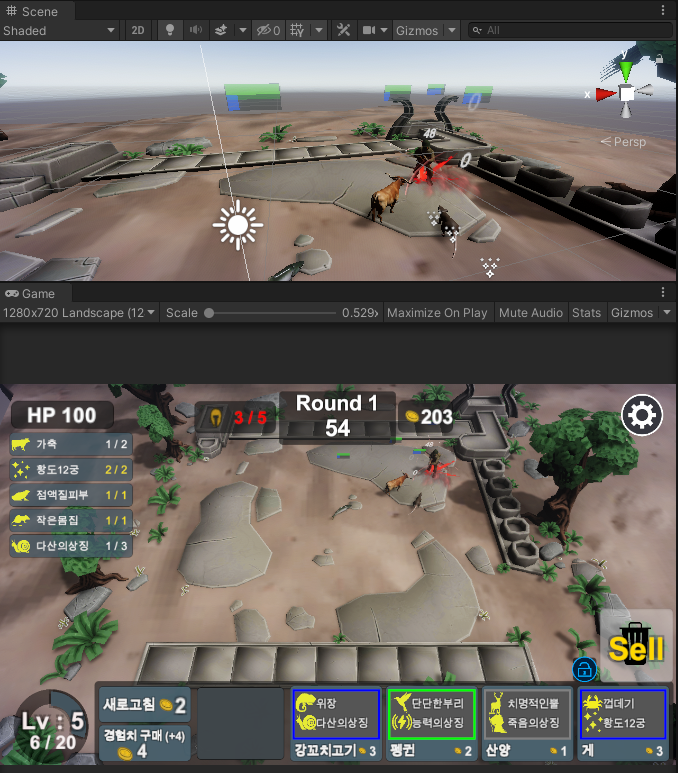 Scene
Shaded
2D
0
Gizmos
All
y
x
Persp
48
0
0
Game
1280x720 Landscape (12
Scale
0.529x
Maximize On Play
Mute Audio
Stats
Gizmos
HP 100
3 / 5
Round 1
54
203
가축 1 / 2
황도12궁 2 / 2
점액질피부 1 / 1
작은몸집 1 / 1
다산의상징 1 / 3
48
0
Sell
Lv : 5
6 / 20
새로고침 2
경험치 구매 (+4)
4
위장
다산의상징
강꼬치고기 3
단단한부리
능력의상징
펭귄 2
치명적인뿔
죽음의상징
산양 1
껍데기
황도12궁
게 3